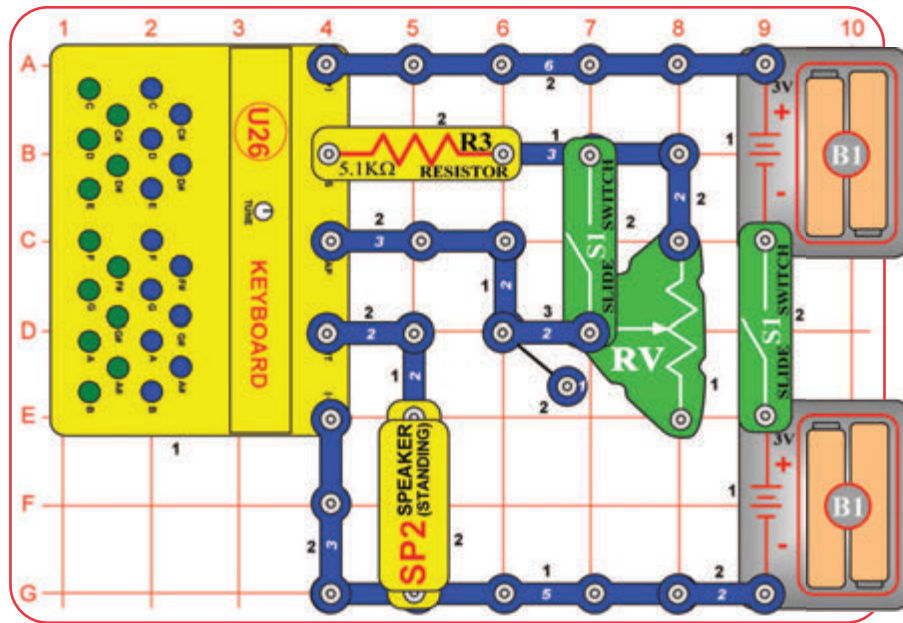 1 2 3 4 5 6 7 8 9 10
A
B
C
D
E
F
G
U26
TUNE
KEYBOARD
C
C#
D
D#
E
F
F#
G
G#
A
A#
B
C
C#
D
D#
E
F
F#
G
G#
A
A#
B
1
6
2
2
R3
5.1KΩ
RESISTOR
1
3
2
2
2
3
1
2
3
2
2
2
1
2
1
2
S1
SLIDE SWITCH
2
RV
1
S1
SLIDE SWITCH
2
3V
+
-
1
B1
3V
+
-
1
B1
SP2
SPEAKER
(STANDING)
2
2
3
1
5
2
2